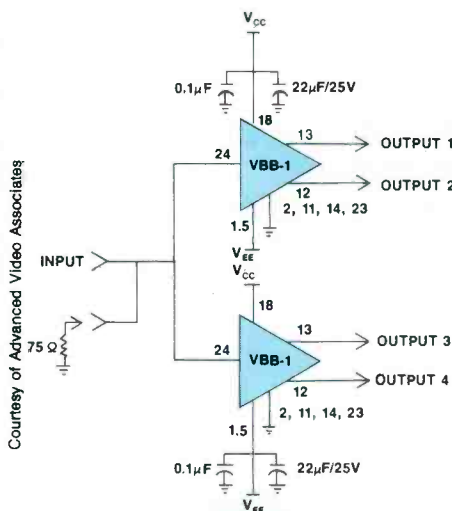 Courtesy of Advanced Video Associates
VCC
0.1µF
22µF/25V
18
13
OUTPUT 1
24
VBB-1
OUTPUT 2
12
2, 11, 14, 23
1.5
VEE
INPUT
VCC
18
75 Ω
13
OUTPUT 3
24
VBB-1
OUTPUT 4
12
2, 11, 14, 23
1.5
0.1µF
22µF/25V
VEE